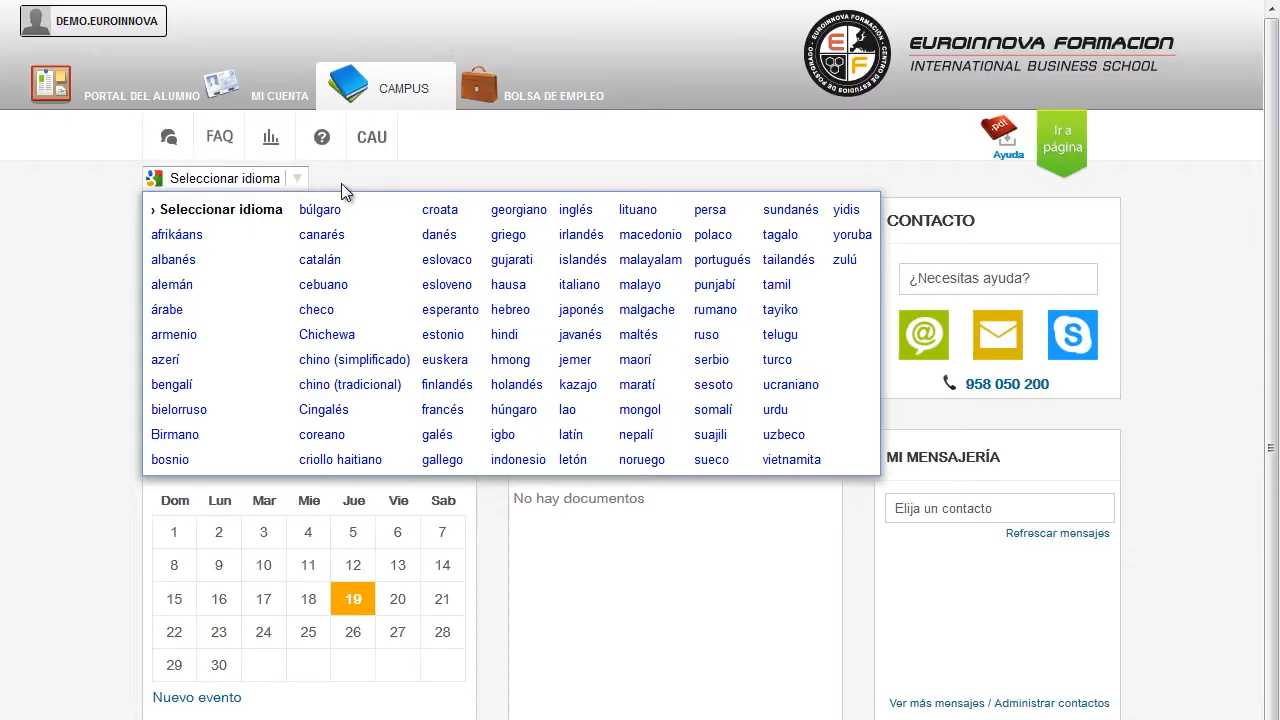 DEMO.EUROINNOVA
EUROINNOVA FORMACION
INTERNATIONAL BUSINESS SCHOOL
EF
PORTAL DEL ALUMNO MI CUENTA CAMPUS BOLSA DE EMPLEO
FAQ ? CAU
.pdf
Ayuda
Ir a
página
Seleccionar idioma
› Seleccionar idioma búlgaro croata georgiano inglés lituano persa sundanés yidis
afrikáans canarés danés griego irlandés macedonio polaco tagalo yoruba
albanés catalán eslovaco gujarati islandés malayalam portugués tailandés zulú
alemán cebuano esloveno hausa italiano malayo punjabí tamil
árabe checo esperanto hebreo japonés malgache rumano tayiko
armenio Chichewa estonio hindi javanés maltés ruso telugu
azerí chino (simplificado) euskera hmong jemer maorí serbio turco
bengalí chino (tradicional) finlandés holandés kazajo maratí sesoto ucraniano
bielorruso Cingalés francés húngaro lao mongol somalí urdu
Birmano coreano galés igbo latín nepalí suajili uzbeco
bosnio criollo haitiano gallego indonesio letón noruego sueco vietnamita
CONTACTO
¿Necesitas ayuda?
958 050 200
MI MENSAJERÍA
Elija un contacto
Refrescar mensajes
Ver más mensajes / Administrar contactos
No hay documentos
Dom Lun Mar Mie Jue Vie Sab
1 2 3 4 5 6 7
8 9 10 11 12 13 14
15 16 17 18 19 20 21
22 23 24 25 26 27 28
29 30
Nuevo evento